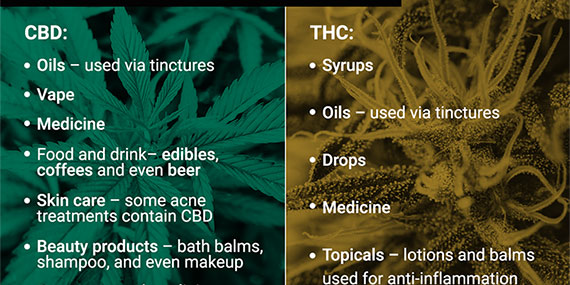 CBD:
• Oils – used via tinctures
• Vape
• Medicine
• Food and drink– edibles,
coffees and even beer
• Skin care – some acne
treatments contain CBD
• Beauty products – bath balms,
shampoo, and even makeup
THC:
• Syrups
• Oils – used via tinctures
• Drops
• Medicine
• Topicals – lotions and balms
used for anti-inflammation